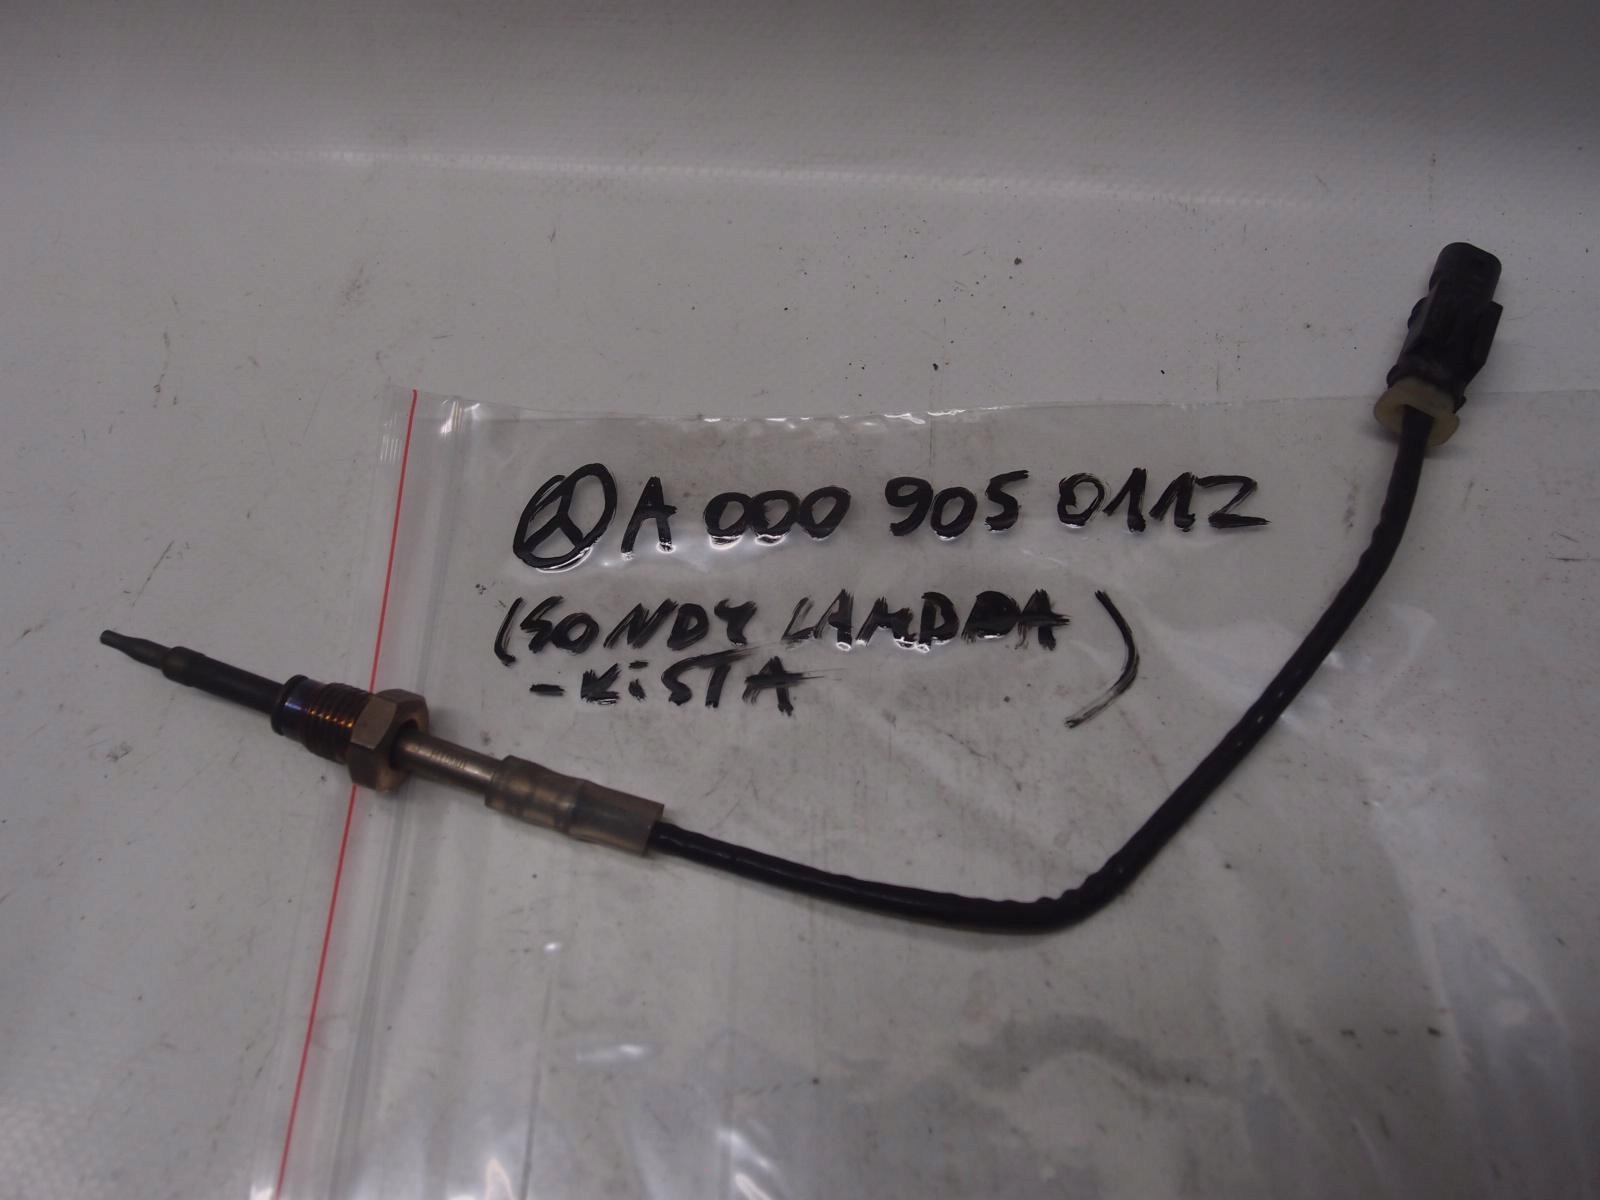 A 000 905 0112
(SONDY LAMBDA)
-KiSTA